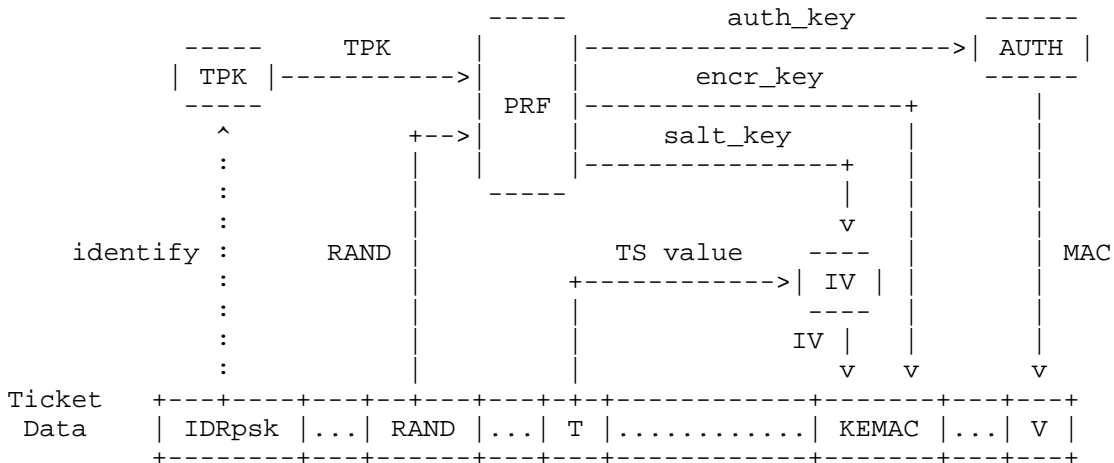 auth_key
TPK
TPK
AUTH
encr_key
PRF
salt_key
identify
RAND
TS value
MAC
IV
IV
Ticket
Data
IDRpsk ... RAND ... T ............ KEMAC ... V